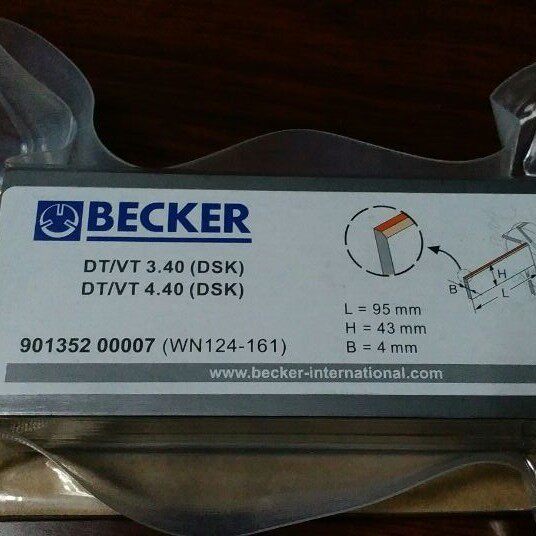 BECKER
DT/VT 3.40 (DSK)
DT/VT 4.40 (DSK)
901352 00007 (WN124-161)
B
H
L
L = 95 mm
H = 43 mm
B = 4 mm
www.becker-international.com